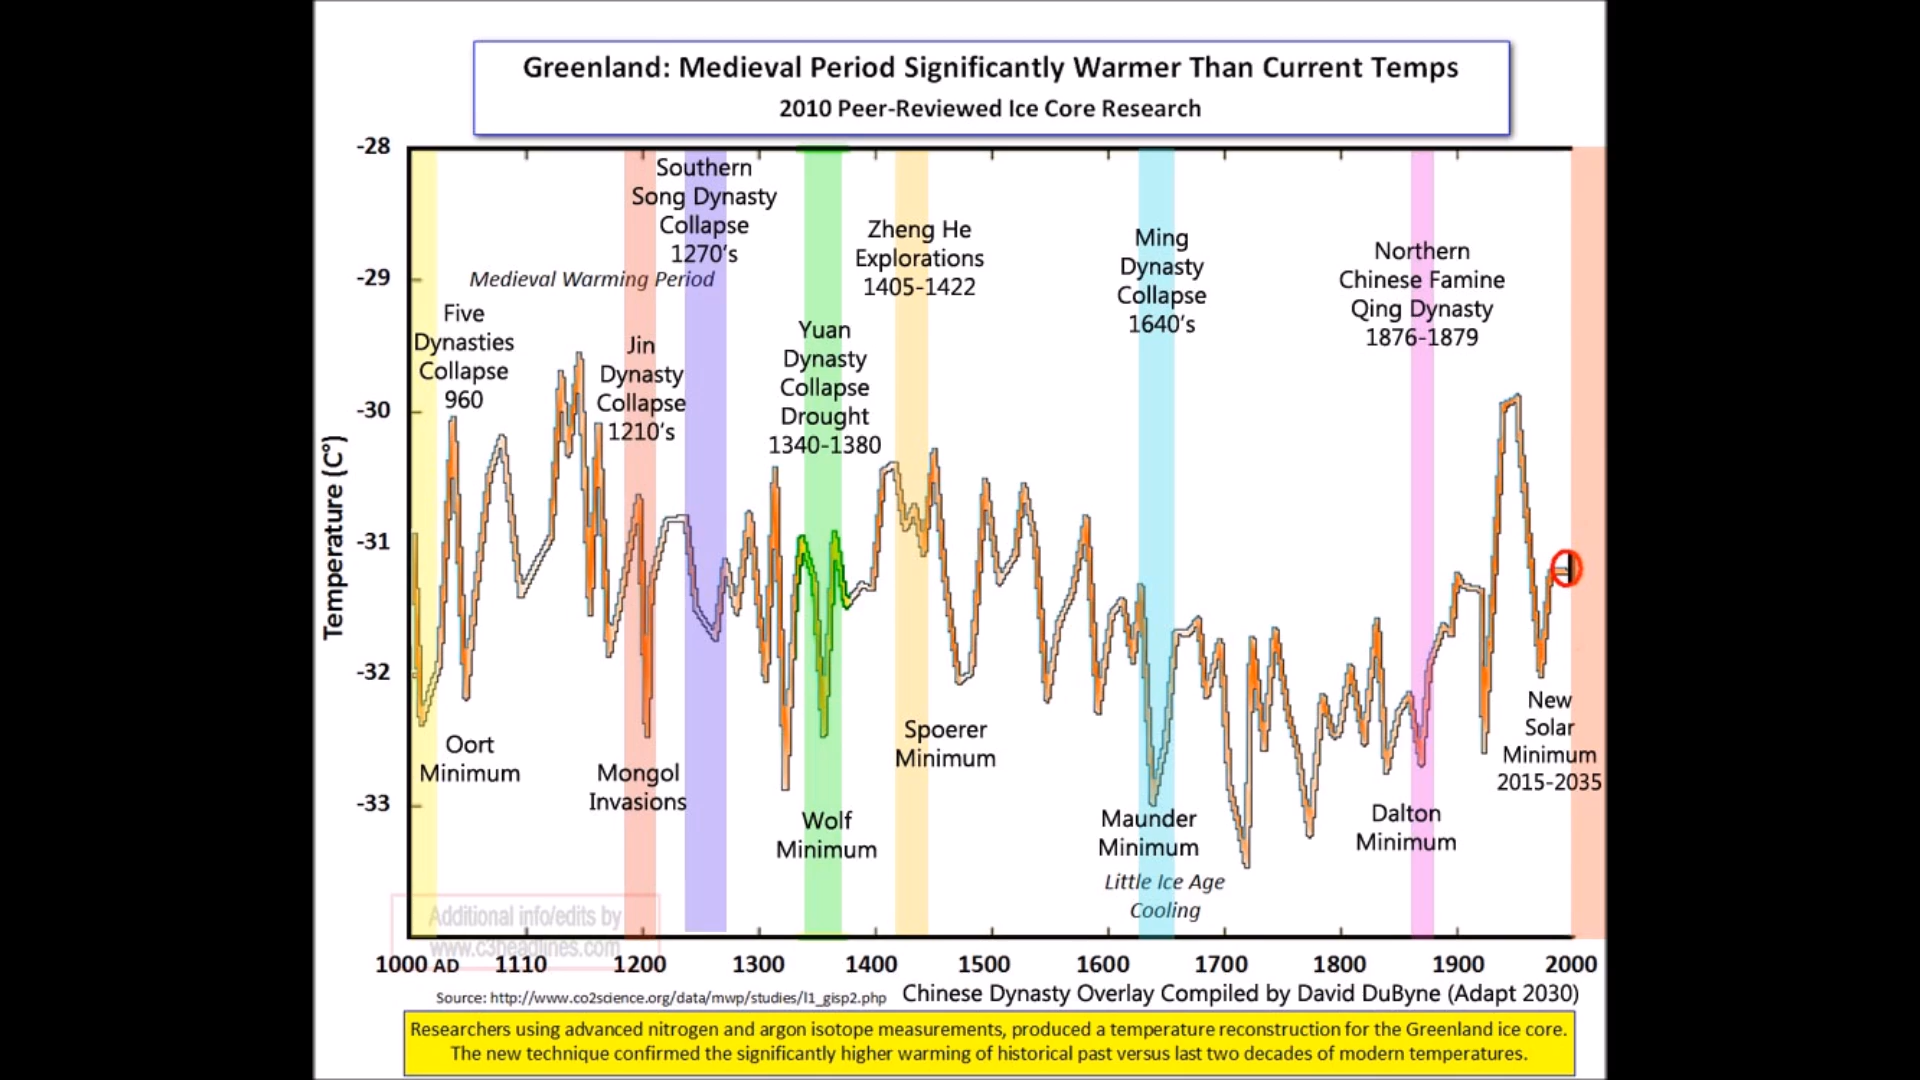 Greenland: Medieval Period Significantly Warmer Than Current Temps
2010 Peer-Reviewed Ice Core Research
Temperature (C°)
-28
-29
-30
-31
-32
-33
Southern
Song Dynasty
Collapse
1270's
Medieval Warming Period
Five
Dynasties
Collapse
960
Jin
Dynasty
Collapse
1210's
Yuan
Dynasty
Collapse
Drought
1340-1380
Zheng He
Explorations
1405-1422
Ming
Dynasty
Collapse
1640's
Northern
Chinese Famine
Qing Dynasty
1876-1879
Oort
Minimum
Mongol
Invasions
Wolf
Minimum
Spoerer
Minimum
Maunder
Minimum
Little Ice Age
Cooling
Dalton
Minimum
New
Solar
Minimum
2015-2035
Additional info/edits by
www.c3headlines.com
1000 AD 1110 1200 1300 1400 1500 1600 1700 1800 1900 2000
Source: http://www.co2science.org/data/mwp/studies/l1_gisp2.php
Chinese Dynasty Overlay Compiled by David DuByne (Adapt 2030)
Researchers using advanced nitrogen and argon isotope measurements, produced a temperature reconstruction for the Greenland ice core.
The new technique confirmed the significantly higher warming of historical past versus last two decades of modern temperatures.